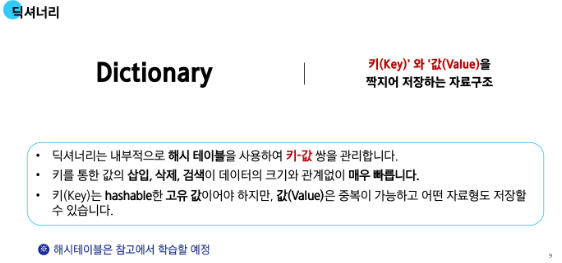 딕셔너리
Dictionary
키(Key)' 와 '값(Value)을
짝지어 저장하는 자료구조
• 딕셔너리는 내부적으로 해시 테이블을 사용하여 키-값 쌍을 관리합니다.
• 키를 통한 값의 삽입, 삭제, 검색이 데이터의 크기와 관계없이 매우 빠릅니다.
• 키(Key)는 hashable한 고유 값이어야 하지만, 값(Value)은 중복이 가능하고 어떤 자료형도 저장할
수 있습니다.
※ 해시테이블은 참고에서 학습할 예정
9